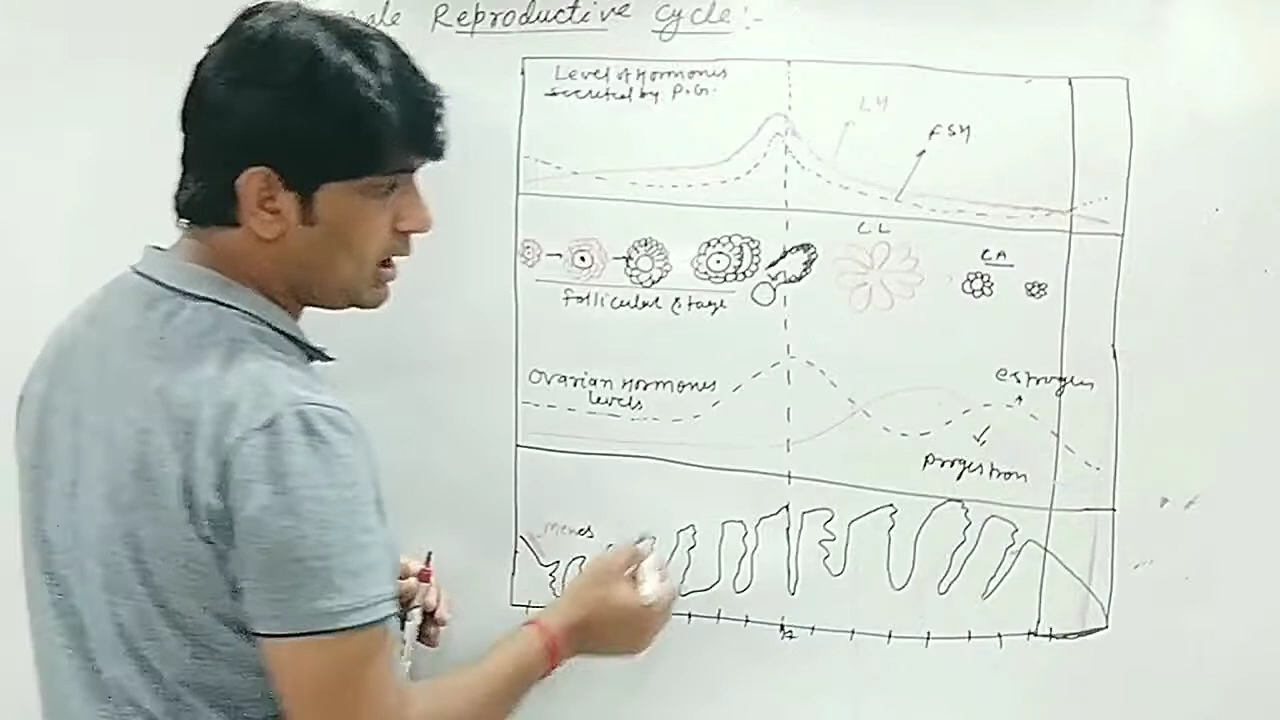 male Reproductive cycle:-
Level of Hormones
secreted by P.G.
LH
FSH
CL
CA
follicular stage
Ovarian Hormones
levels
estrogen
progestron
menes